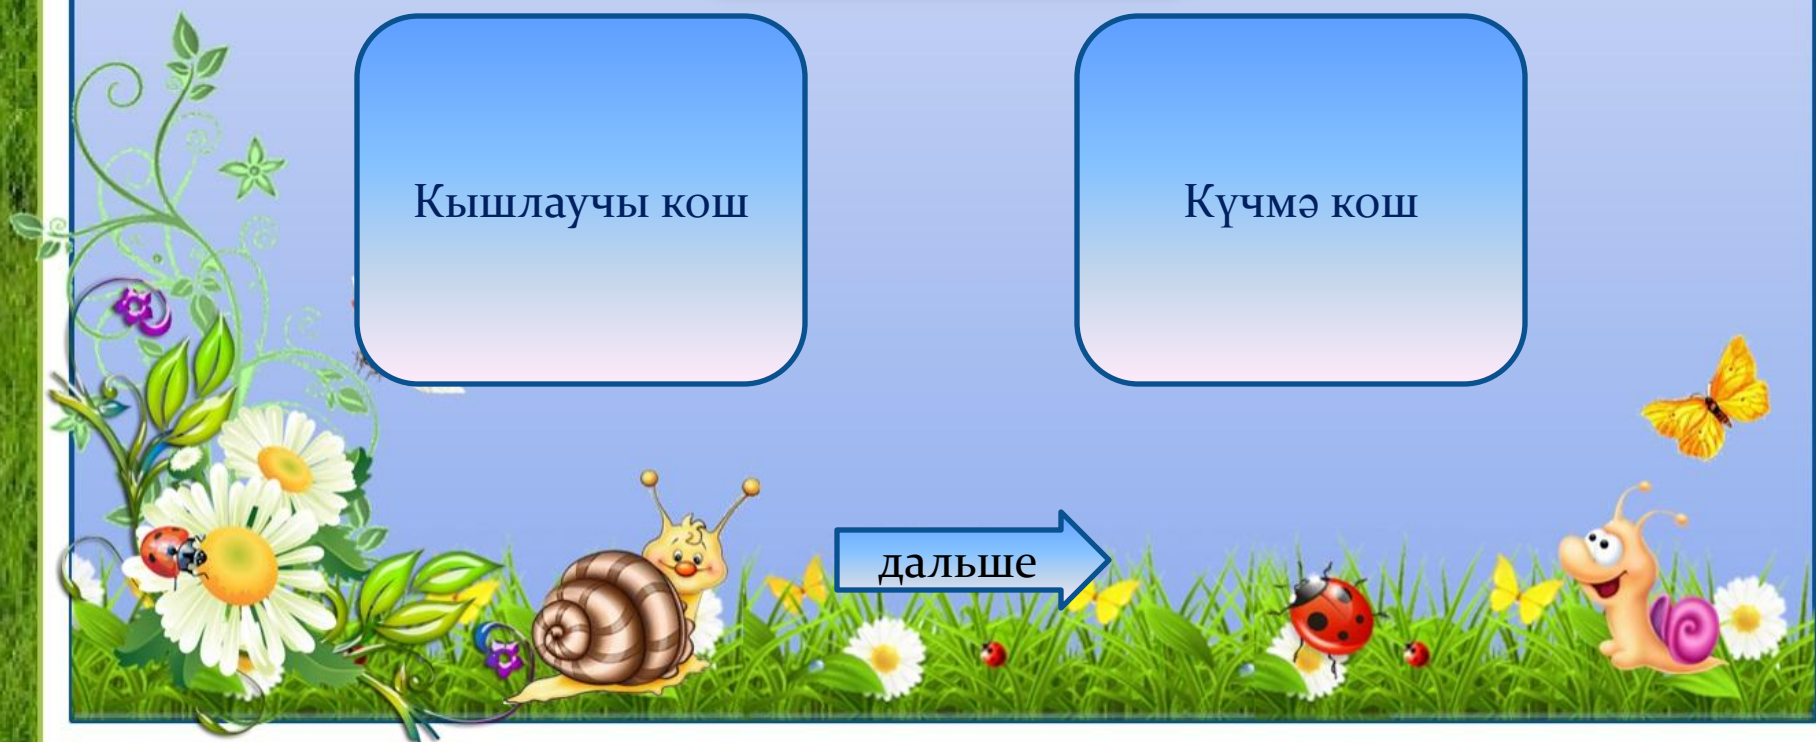 Кышлаучы кош
Күчмә кош
дальше